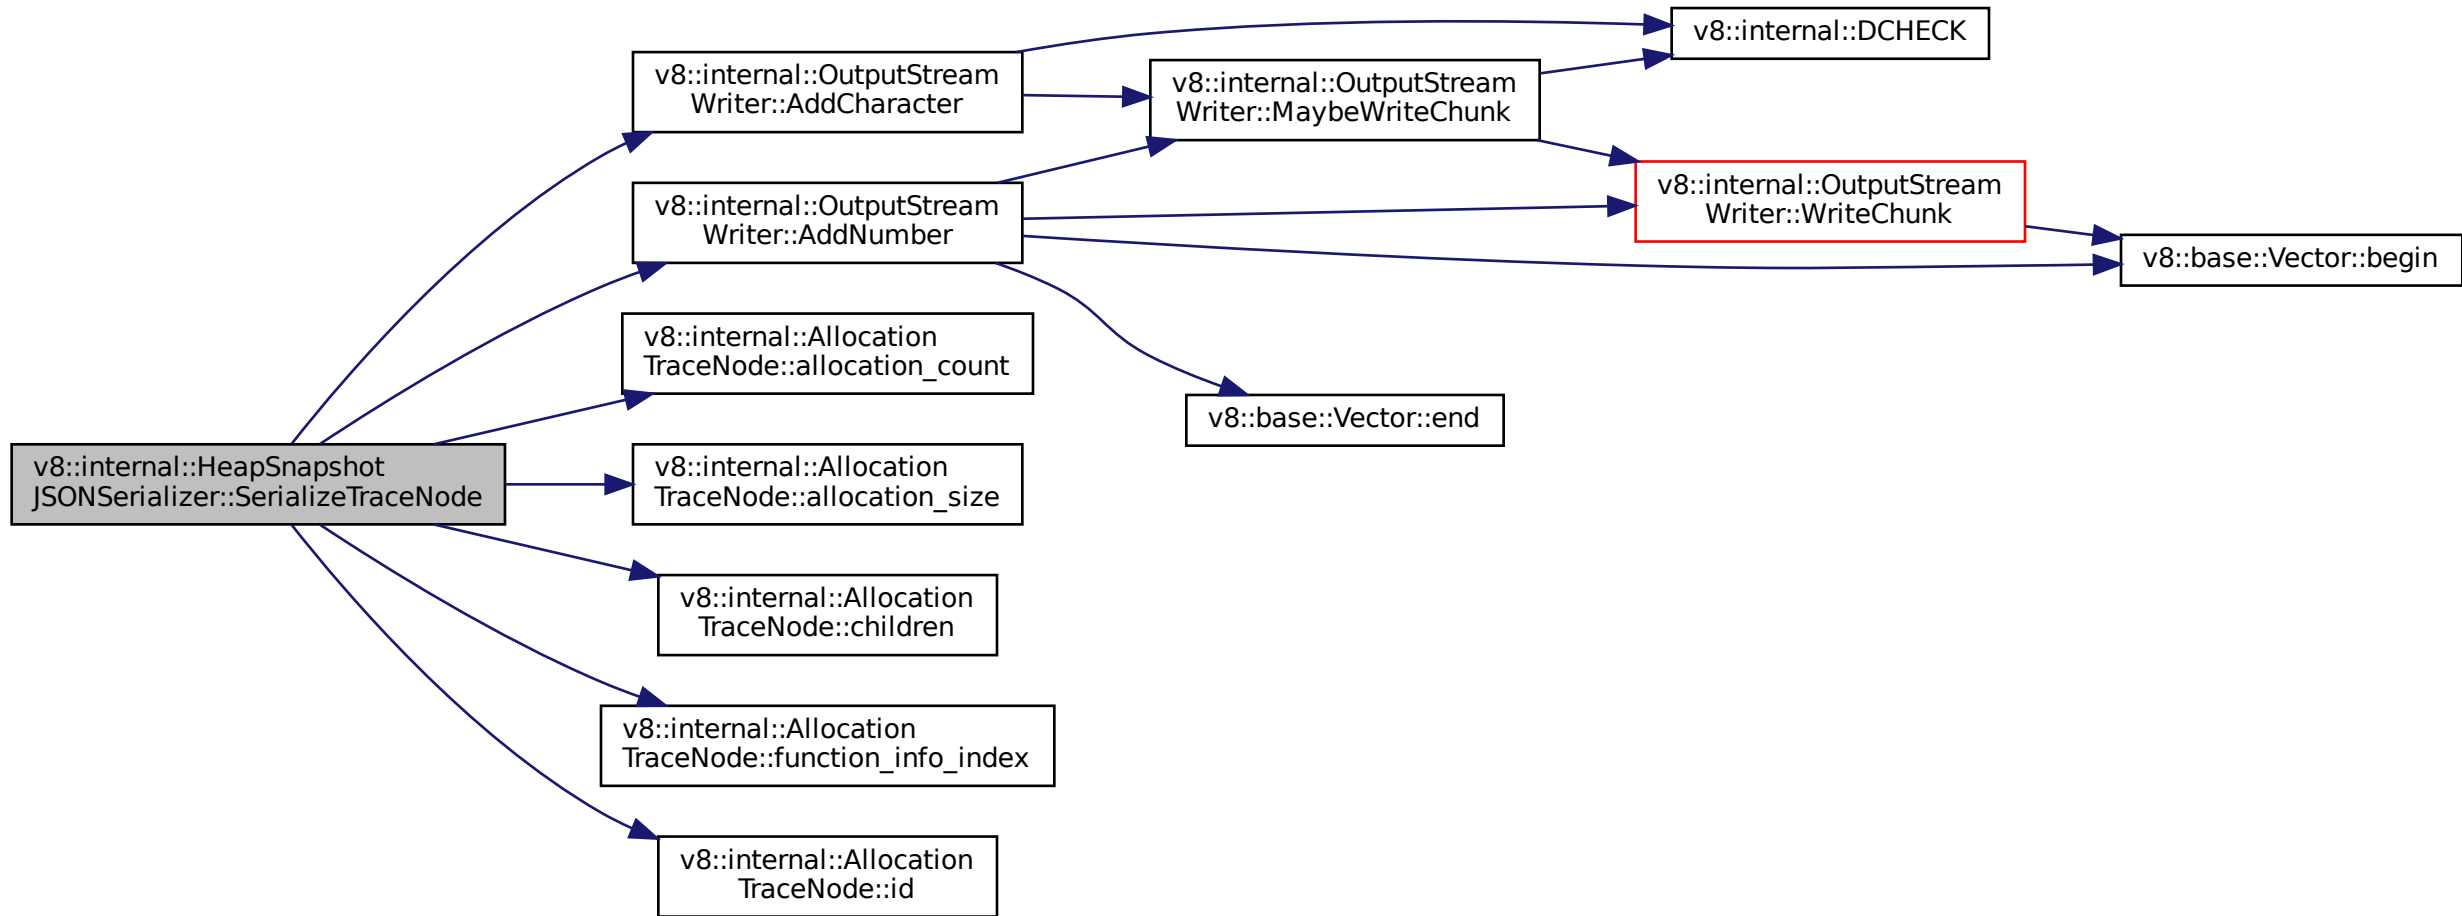 v8::internal::HeapSnapshot
JSONSerializer::SerializeTraceNode
v8::internal::OutputStream
Writer::AddCharacter
v8::internal::OutputStream
Writer::AddNumber
v8::internal::Allocation
TraceNode::allocation_count
v8::internal::Allocation
TraceNode::allocation_size
v8::internal::Allocation
TraceNode::children
v8::internal::Allocation
TraceNode::function_info_index
v8::internal::Allocation
TraceNode::id
v8::internal::OutputStream
Writer::MaybeWriteChunk
v8::base::Vector::end
v8::internal::DCHECK
v8::internal::OutputStream
Writer::WriteChunk
v8::base::Vector::begin